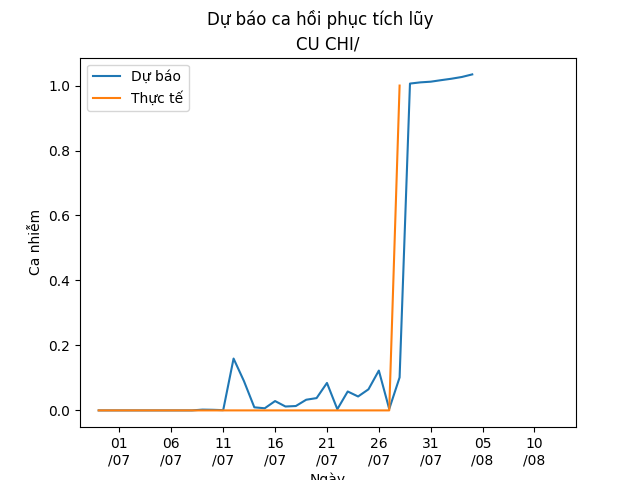 Dự báo ca hồi phục tích lũy
CU CHI/
Dự báo
Thực tế
Ca nhiễm
1.0
0.8
0.6
0.4
0.2
0.0
01 06 11 16 21 26 31 05 10
/07 /07 /07 /07 /07 /07 /07 /08 /08
Ngày